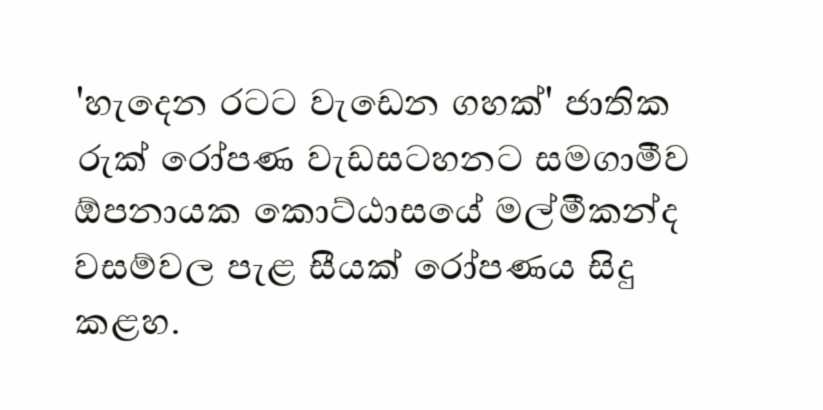 'හැදෙන රටට වැඩෙන ගහක්' ජාතික
රුක් රෝපණ වැඩසටහනට සමගාමීව
ඕපනායක කොට්ඨාසයේ මල්මීකන්ද
වසම්වල පැළ සීයක් රෝපණය සිදු
කළහ.